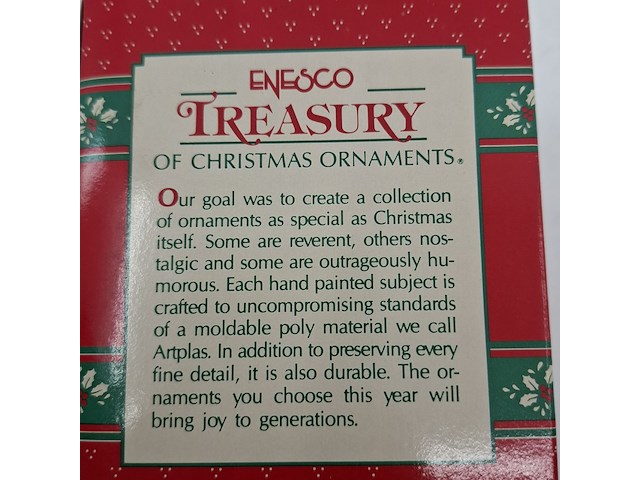 ENESCO
TREASURY
OF CHRISTMAS ORNAMENTS®
Our goal was to create a collection
of ornaments as special as Christmas
itself. Some are reverent, others nos-
talgic and some are outrageously hu-
morous. Each hand painted subject is
crafted to uncompromising standards
of a moldable poly material we call
Artplas. In addition to preserving every
fine detail, it is also durable. The or-
naments you choose this year will
bring joy to generations.